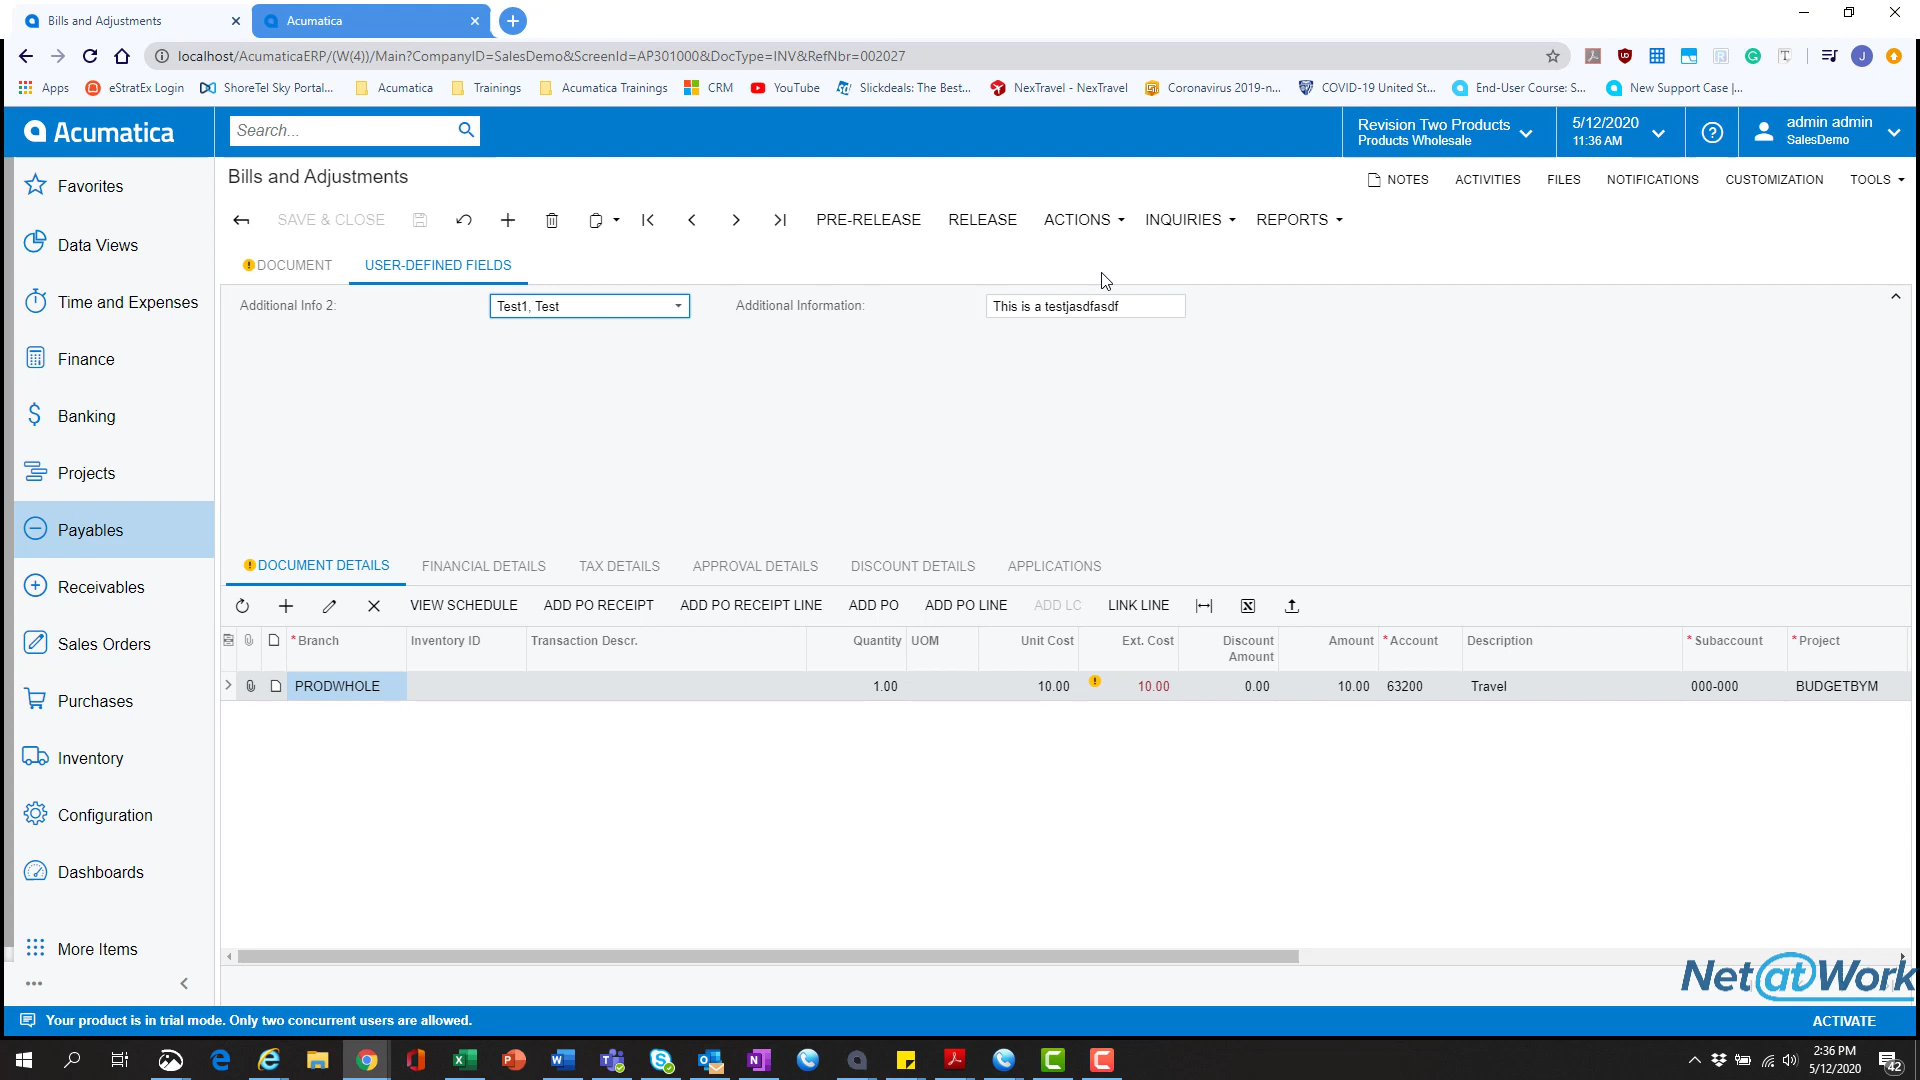 Bills and Adjustments
Acumatica
localhost/AcumaticaERP/(W(4))/Main?CompanyID=SalesDemo&ScreenId=AP301000&DocType=INV&RefNbr=002027
Apps eStratEx Login ShoreTel Sky Portal... Acumatica Trainings Acumatica Trainings CRM YouTube Slickdeals: The Best... NexTravel - NexTravel Coronavirus 2019-n... COVID-19 United St... End-User Course: S... New Support Case |...
Acumatica
Search...
Revision Two Products
Products Wholesale
5/12/2020
11:36 AM
admin admin
SalesDemo
Favorites
Data Views
Time and Expenses
Finance
Banking
Projects
Payables
Receivables
Sales Orders
Purchases
Inventory
Configuration
Dashboards
More Items
Bills and Adjustments
NOTES ACTIVITIES FILES NOTIFICATIONS CUSTOMIZATION TOOLS
SAVE & CLOSE PRE-RELEASE RELEASE ACTIONS INQUIRIES REPORTS
DOCUMENT USER-DEFINED FIELDS
Additional Info 2: Test1, Test Additional Information: This is a testjasdfasdf
DOCUMENT DETAILS FINANCIAL DETAILS TAX DETAILS APPROVAL DETAILS DISCOUNT DETAILS APPLICATIONS
VIEW SCHEDULE ADD PO RECEIPT ADD PO RECEIPT LINE ADD PO ADD PO LINE ADD LC LINK LINE
*Branch Inventory ID Transaction Descr. Quantity UOM Unit Cost Ext. Cost Discount Amount Amount *Account Description *Subaccount *Project
PRODWHOLE 1.00 10.00 10.00 0.00 10.00 63200 Travel 000-000 BUDGETBYM
Net@Work
Your product is in trial mode. Only two concurrent users are allowed.
ACTIVATE
2:36 PM
5/12/2020
42